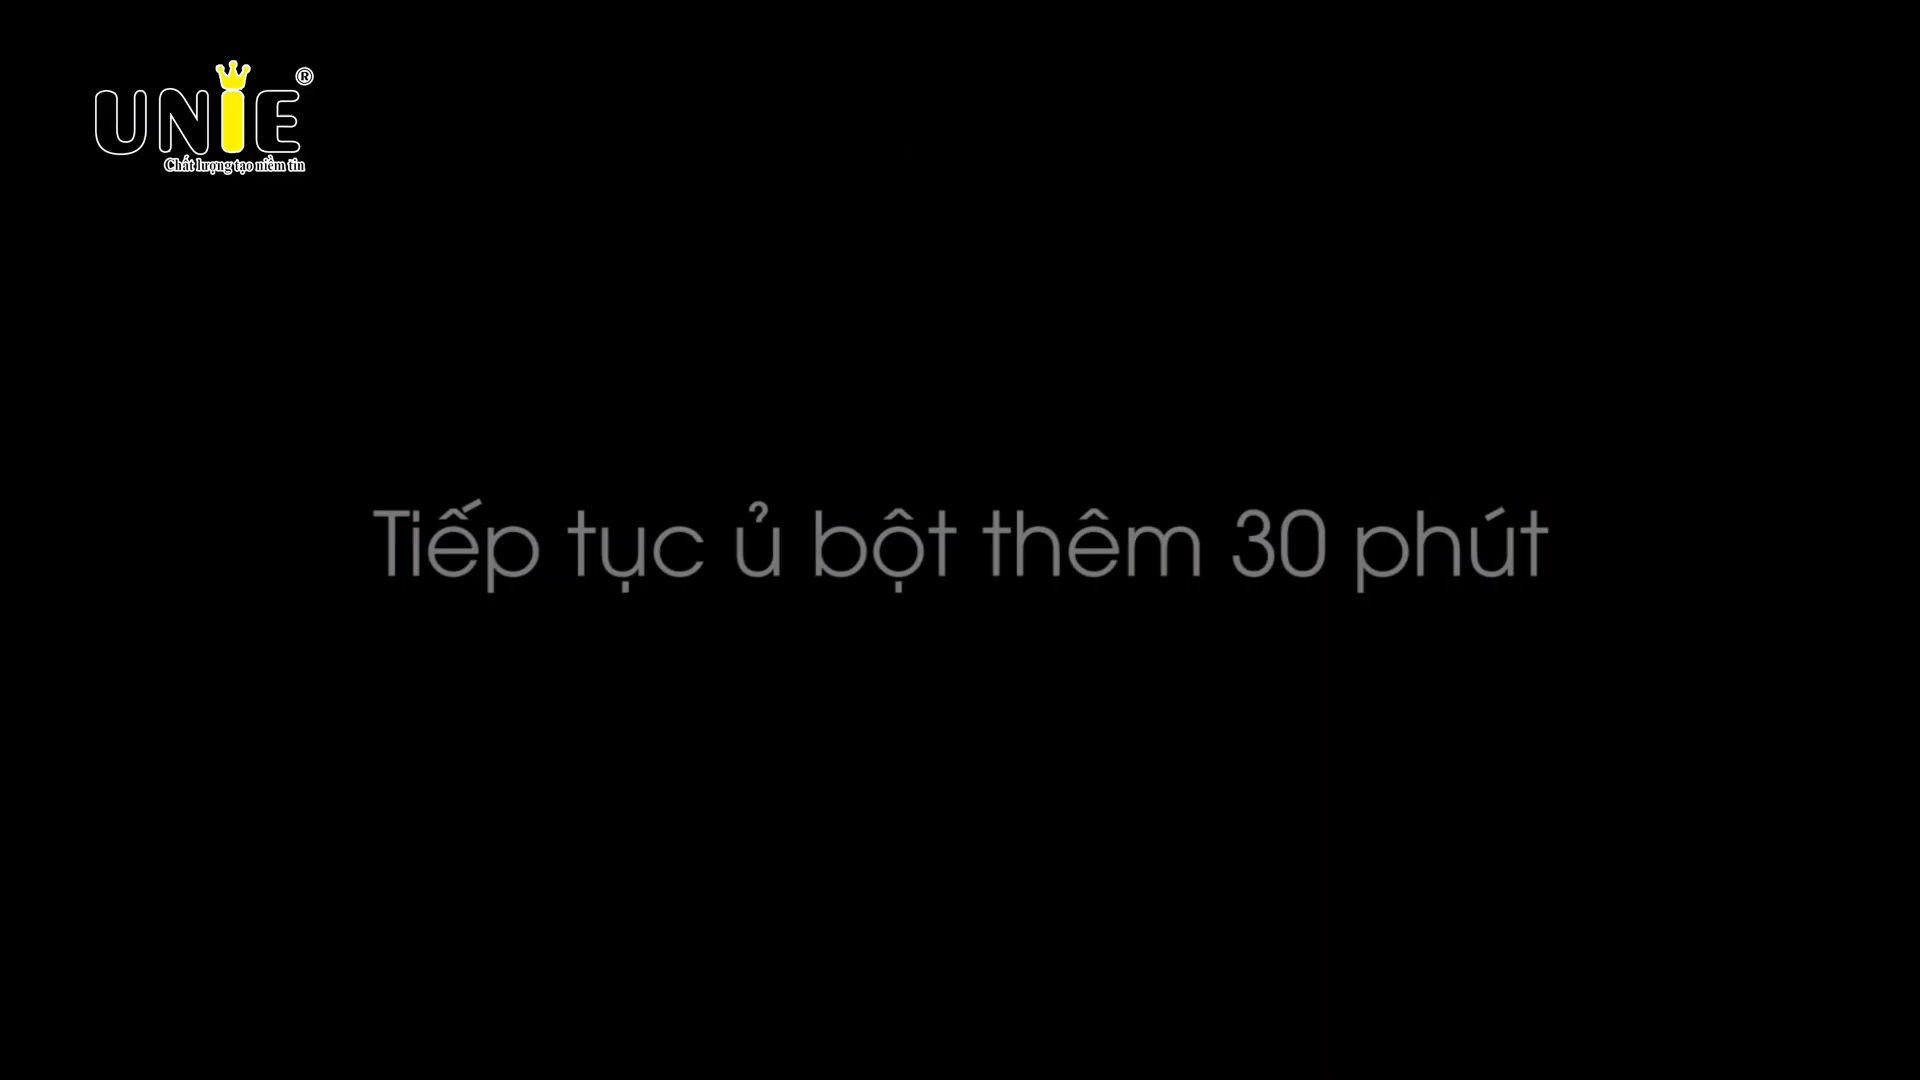 UNIE®
Chất lượng tạo niềm tin
Tiếp tục ủ bột thêm 30 phút